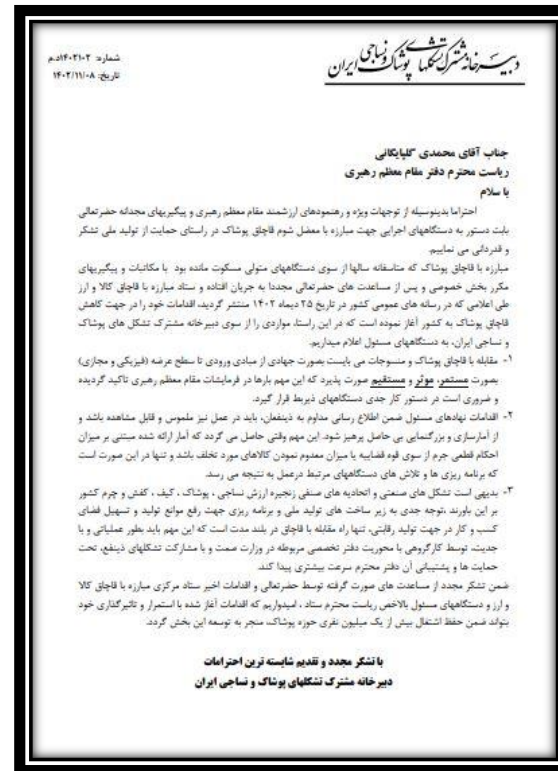 دبیرخانه مشترک تشکلهای پوشاک و نساجی ایران
شماره: ۱۴۰۲۱۰۲/د.م
تاریخ: ۱۴۰۲/۱۱/۰۸
جناب آقای محمدی گلپایگانی
ریاست محترم دفتر مقام معظم رهبری
با سلام
احتراما بدینوسیله از توجهات ویژه و رهنمودهای ارزشمند مقام معظم رهبری و پیگیریهای مجدانه حضرتعالی
بابت دستور به دستگاههای اجرایی جهت مبارزه با معضل شوم قاچاق پوشاک در راستای حمایت از تولید ملی تشکر
و قدردانی می نماییم.
مبارزه با قاچاق پوشاک که متاسفانه سالها از سوی دستگاههای متولی مسکوت مانده بود با مکاتبات و پیگیریهای
مکرر بخش خصوصی و پس از مساعدت های حضرتعالی مجددا به جریان افتاده و ستاد مبارزه با قاچاق کالا و ارز
طی اعلامی که در رسانه های عمومی کشور در تاریخ ۲۵ دیماه ۱۴۰۲ منتشر گردید، اقدامات خود را در جهت کاهش
قاچاق پوشاک به کشور آغاز نموده است که در این راستا، مواردی را از سوی دبیرخانه مشترک تشکل های پوشاک
و نساجی ایران، به دستگاههای مسئول اعلام میداریم.
۱- مقابله با قاچاق پوشاک و منسوجات می بایست بصورت جهادی از مبادی ورودی تا سطح عرضه (فیزیکی و مجازی)
بصورت مستمر، موثر و مستقیم صورت پذیرد که این مهم بارها در فرمایشات مقام معظم رهبری تاکید گردیده
و ضروری است در دستور کار جدی دستگاههای ذیربط قرار گیرد.
۲- اقدامات نهادهای مسئول ضمن اطلاع رسانی مداوم به ذینفعان، باید در عمل نیز ملموس و قابل مشاهده باشد و
از آمارسازی و بزرگنمایی بی حاصل پرهیز شود. این مهم وقتی حاصل می گردد که آمار ارائه شده مبتنی بر میزان
احکام قطعی جرم از سوی قوه قضاییه یا میزان معدوم نمودن کالاهای مورد تخلف باشد و تنها در این صورت است
که برنامه ریزی ها و تلاش های دستگاههای مرتبط درعمل به نتیجه می رسد.
۳- بدیهی است تشکل های صنعتی و اتحادیه های صنفی زنجیره ارزش نساجی ، پوشاک ، کیف ، کفش و چرم کشور
بر این باورند ،توجه جدی به زیر ساخت های تولید ملی و برنامه ریزی جهت رفع موانع تولید و تسهیل فضای
کسب و کار در جهت تولید رقابتی، تنها راه مقابله با قاچاق در بلند مدت است که این مهم باید بطور عملیاتی و با
جدیت، توسط کارگروهی با محوریت دفتر تخصصی مربوطه در وزارت صمت و با مشارکت تشکلهای ذینفع، تحت
حمایت ها و پشتیبانی آن دفتر محترم سرعت بیشتری پیدا کند.
ضمن تشکر مجدد از مساعدت های صورت گرفته توسط حضرتعالی و اقدامات اخیر ستاد مرکزی مبارزه با قاچاق کالا
و ارز و دستگاههای مسئول بالاخص ریاست محترم ستاد ، امیدواریم که اقدامات آغاز شده با استمرار و تاثیرگذاری خود
بتواند ضمن حفظ اشتغال بیش از یک میلیون نفری حوزه پوشاک، منجر به توسعه این بخش گردد.
با تشکر مجدد و تقدیم شایسته ترین احترامات
دبیرخانه مشترک تشکلهای پوشاک و نساجی ایران